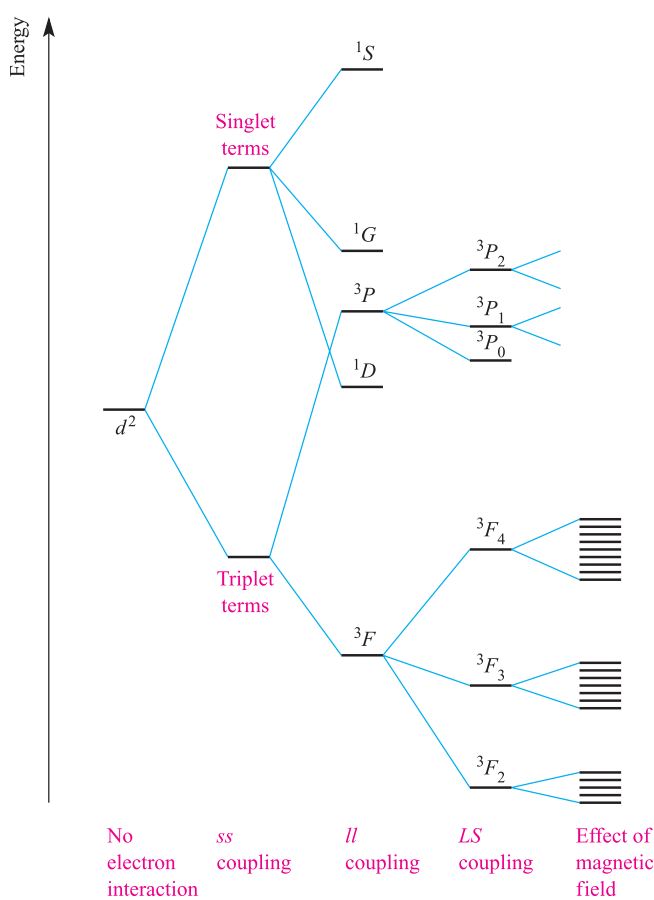 Energy
¹S
Singlet
terms
¹G
³P₂
³P
³P₁
³P₀
¹D
d²
³F₄
Triplet
terms
³F
³F₃
³F₂
No
electron
interaction
ss
coupling
ll
coupling
LS
coupling
Effect of
magnetic
field